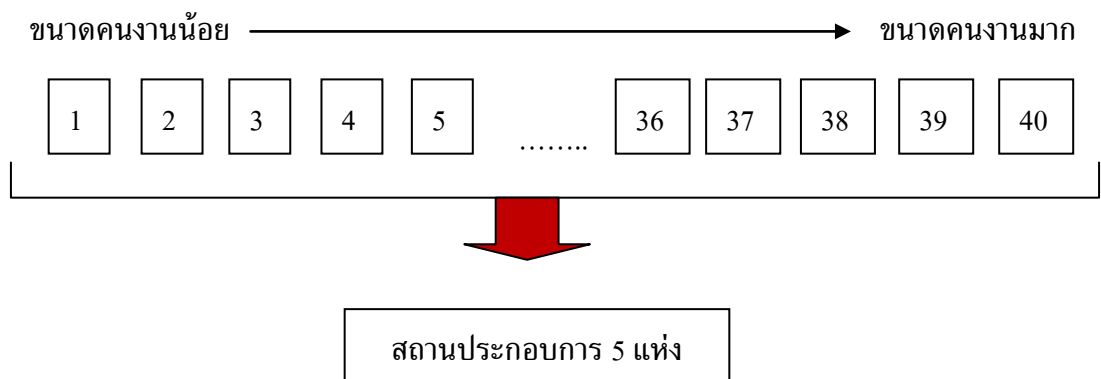 ขนาดคนงานน้อย ขนาดคนงานมาก
1 2 3 4 5 …….. 36 37 38 39 40
สถานประกอบการ 5 แห่ง